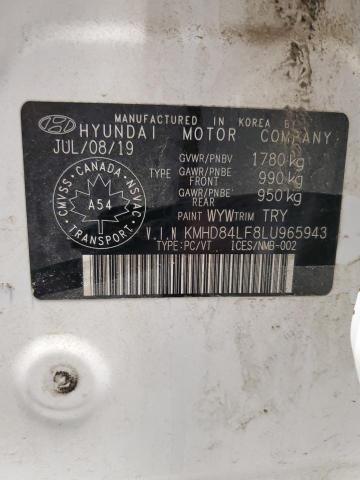 MANUFACTURED IN KOREA BY
HYUNDAI MOTOR COMPANY
JUL/08/19
GVWR/PNBV 1780 kg
TYPE GAWR/PNBE FRONT 990 kg
GAWR/PNBE REAR 950 kg
CMVSS · CANADA · NSVAC
A54
TRANSPORT
PAINT WYW TRIM TRY
V.I.N KMHD84LF8LU965943
TYPE:PC/VT ICES/NMB-002